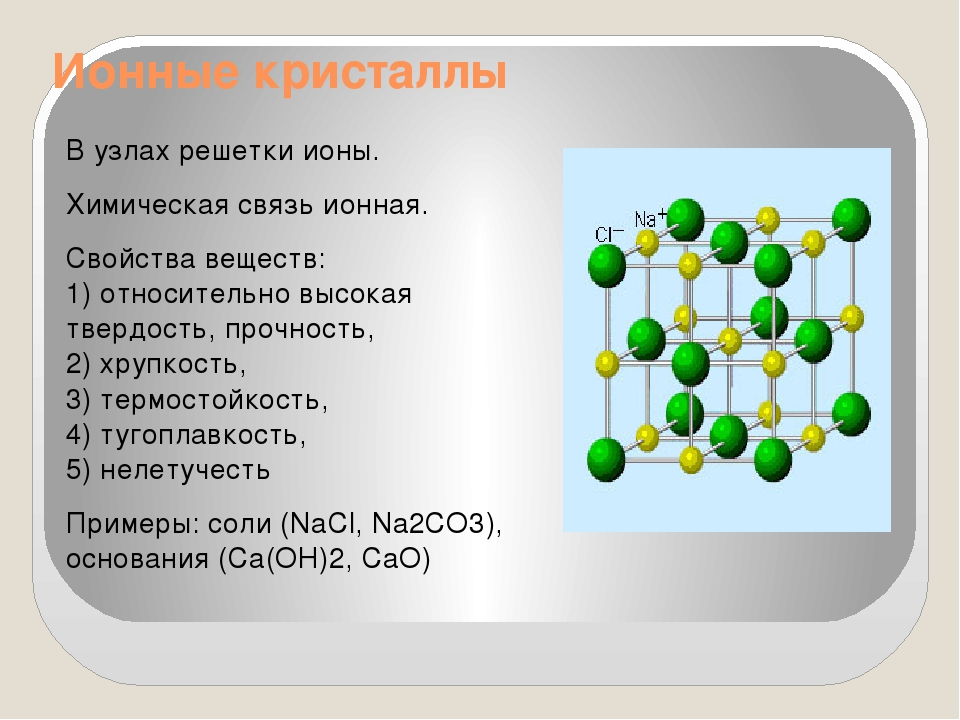 Ионные кристаллы
В узлах решетки ионы.
Химическая связь ионная.
Свойства веществ:
1) относительно высокая
твердость, прочность,
2) хрупкость,
3) термостойкость,
4) тугоплавкость,
5) нелетучесть
Примеры: соли (NaCl, Na2CO3),
основания (Ca(OH)2, CaO)
Cl– Na+